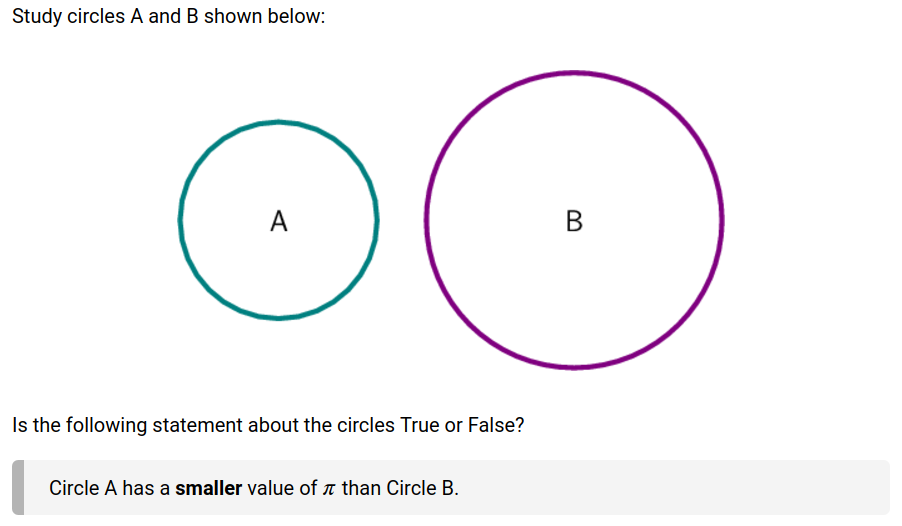 Study circles A and B shown below:
A
B
Is the following statement about the circles True or False?
Circle A has a smaller value of π than Circle B.